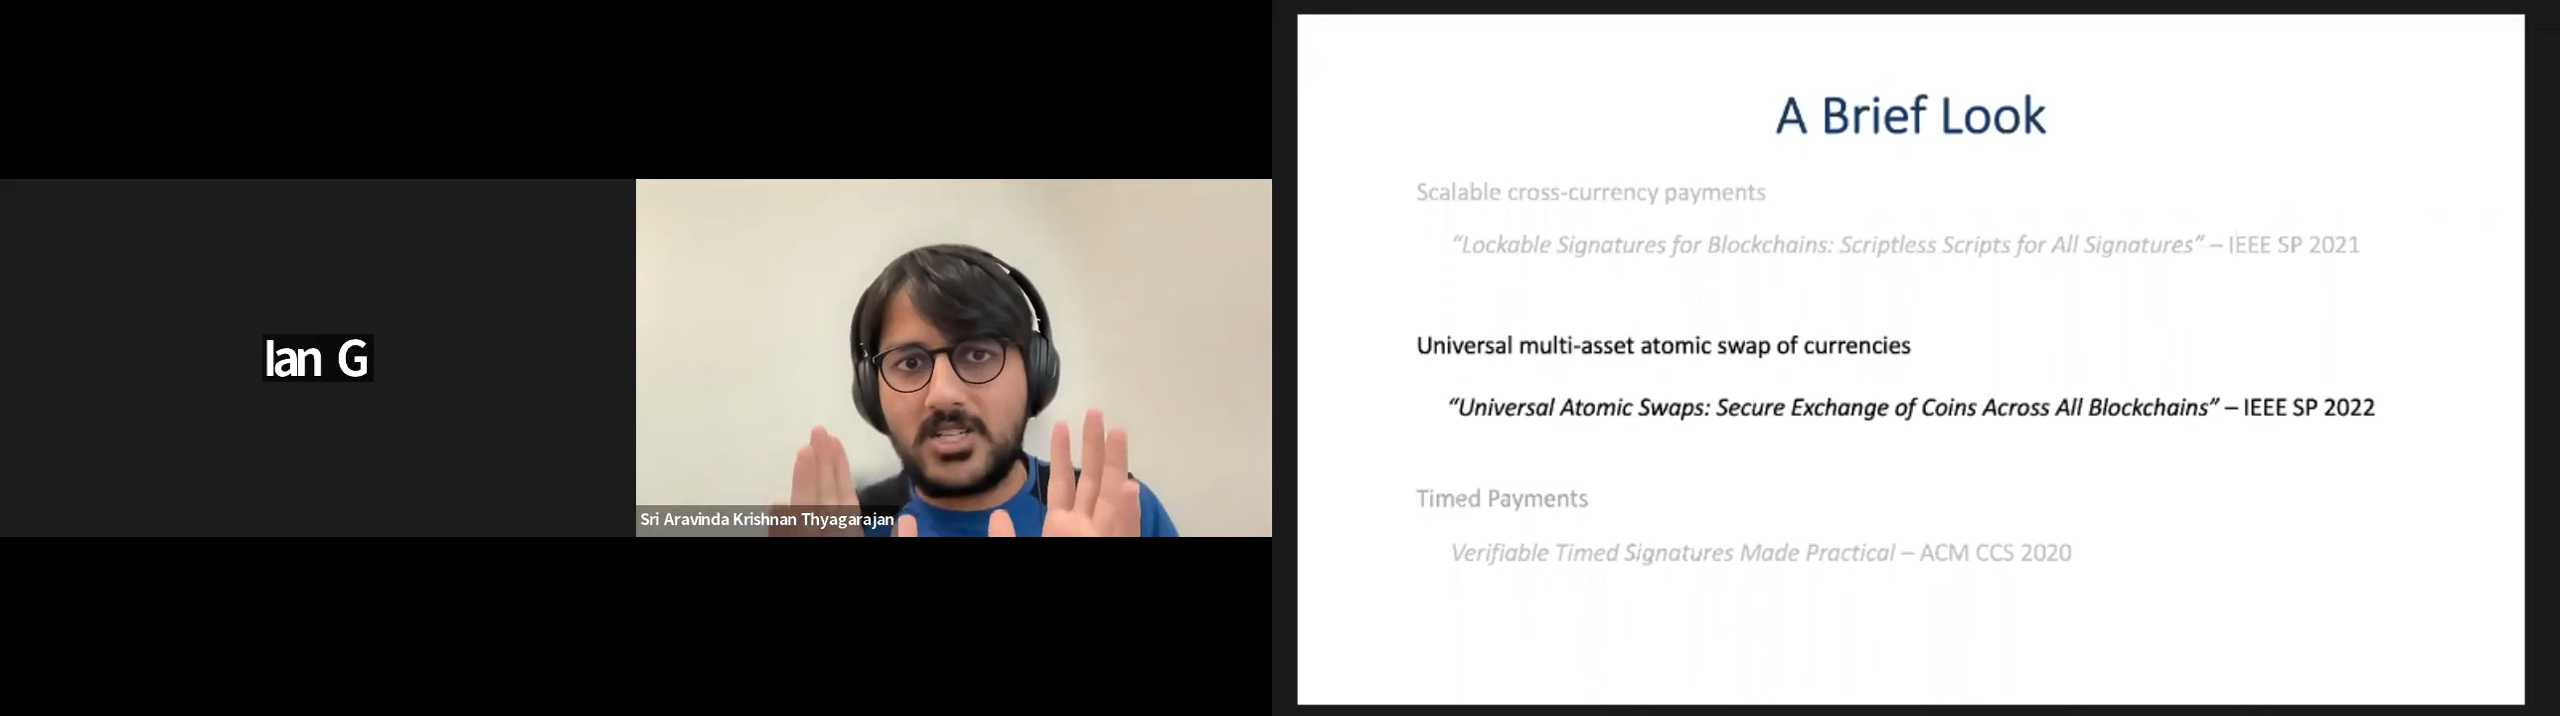 Ian G
Sri Aravinda Krishnan Thyagarajan
A Brief Look
Scalable cross-currency payments
“Lockable Signatures for Blockchains: Scriptless Scripts for All Signatures” – IEEE SP 2021
Universal multi-asset atomic swap of currencies
“Universal Atomic Swaps: Secure Exchange of Coins Across All Blockchains” – IEEE SP 2022
Timed Payments
Verifiable Timed Signatures Made Practical – ACM CCS 2020